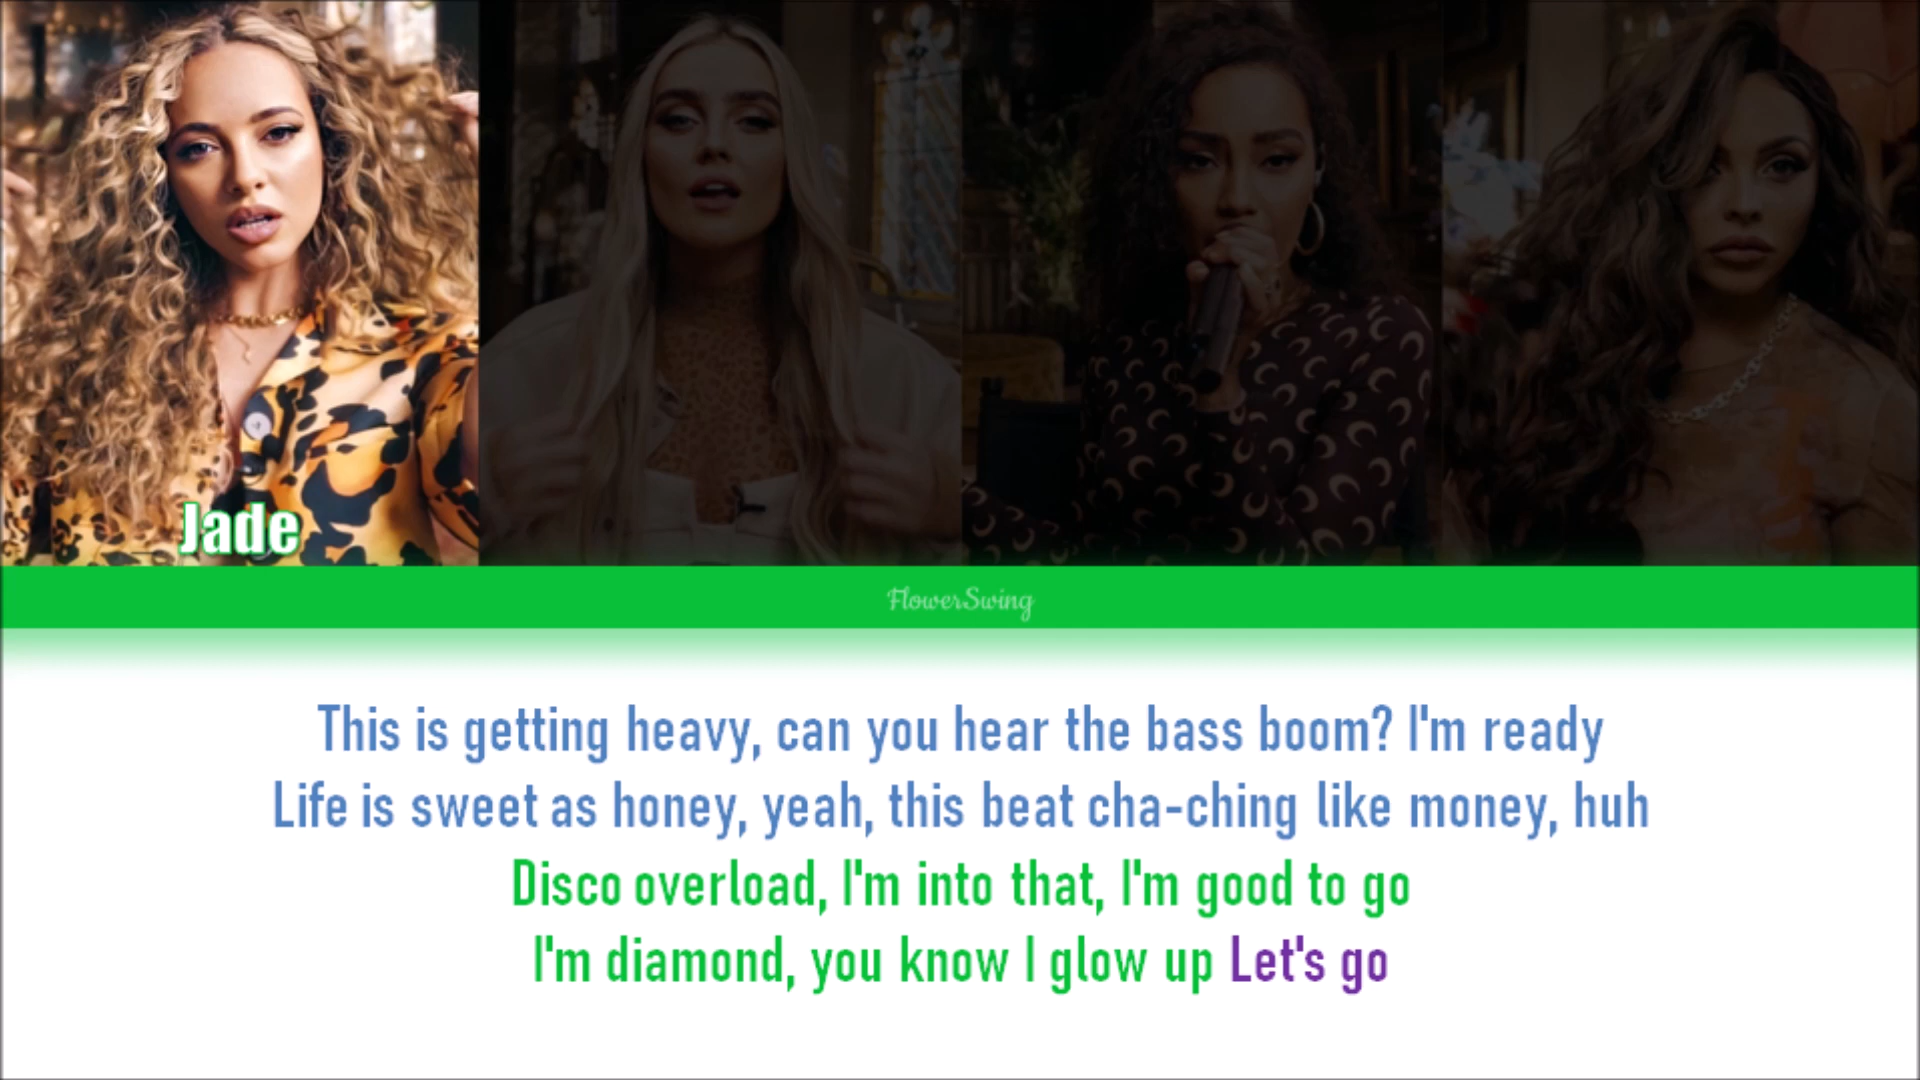 Jade
FlowerSwing
This is getting heavy, can you hear the bass boom? I'm ready
Life is sweet as honey, yeah, this beat cha-ching like money, huh
Disco overload, I'm into that, I'm good to go
I'm diamond, you know I glow up Let's go